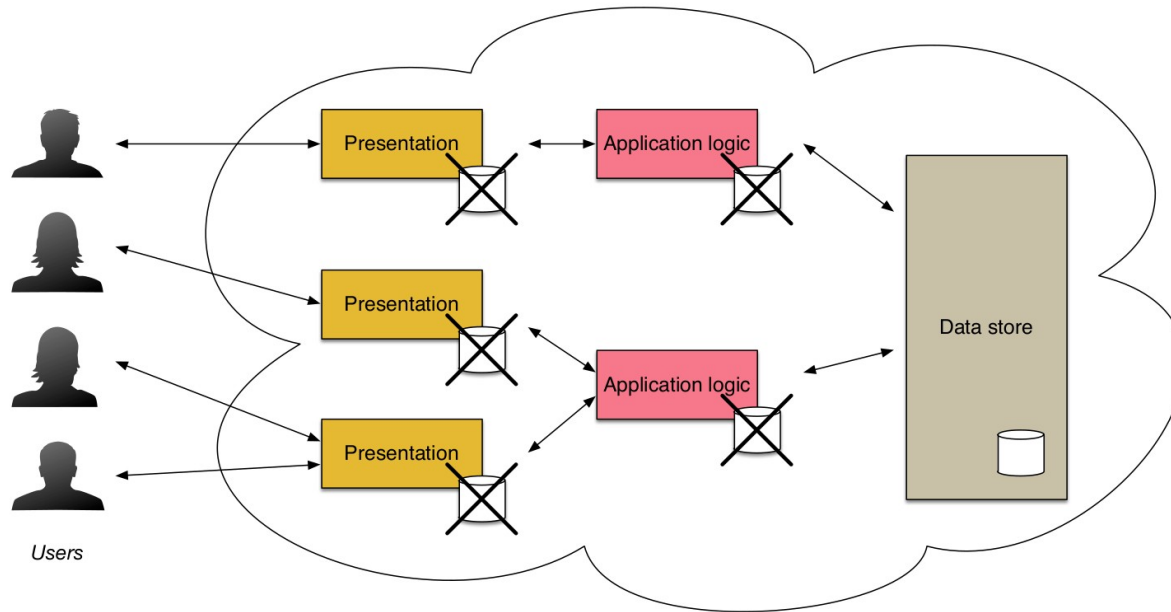 Presentation
Application logic
Presentation
Data store
Application logic
Presentation
Users